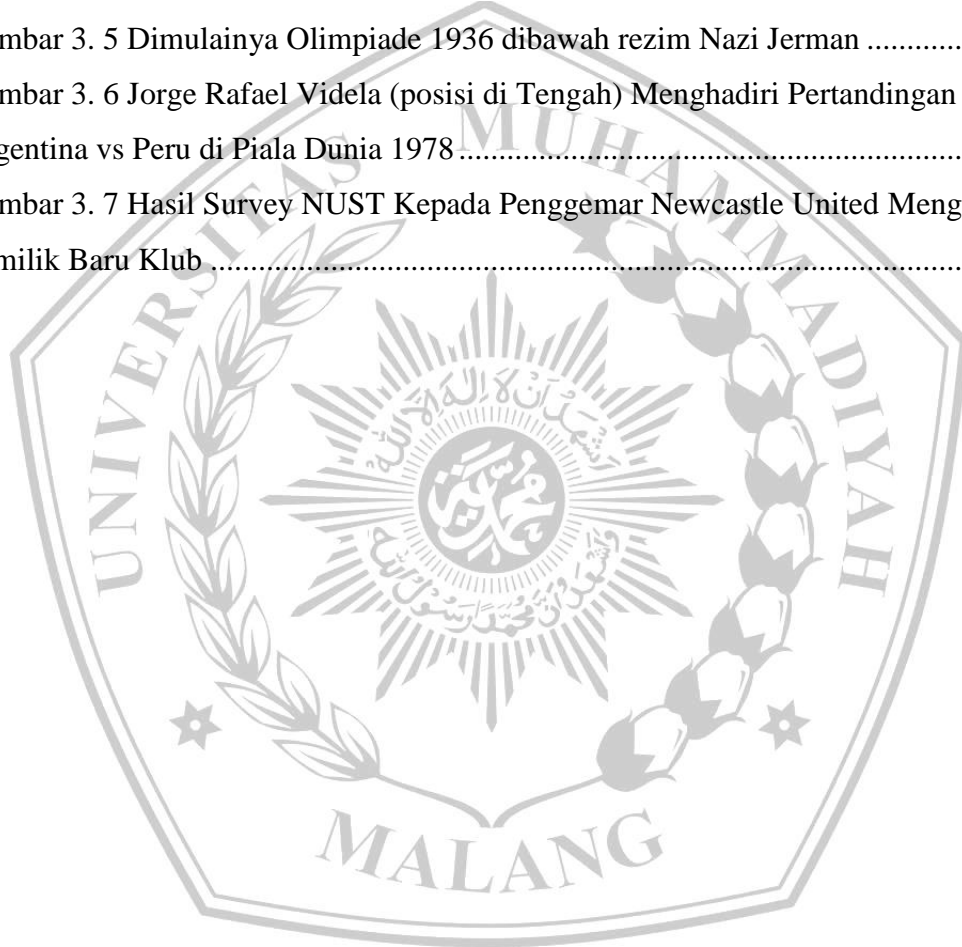 mbar 3. 5 Dimulainya Olimpiade 1936 dibawah rezim Nazi Jerman ............
mbar 3. 6 Jorge Rafael Videla (posisi di Tengah) Menghadiri Pertandingan
gentina vs Peru di Piala Dunia 1978 ......................................................
mbar 3. 7 Hasil Survey NUST Kepada Penggemar Newcastle United Meng
milik Baru Klub ..................................................................................
UNIVERSITAS MUHAMMADIYAH
MALANG